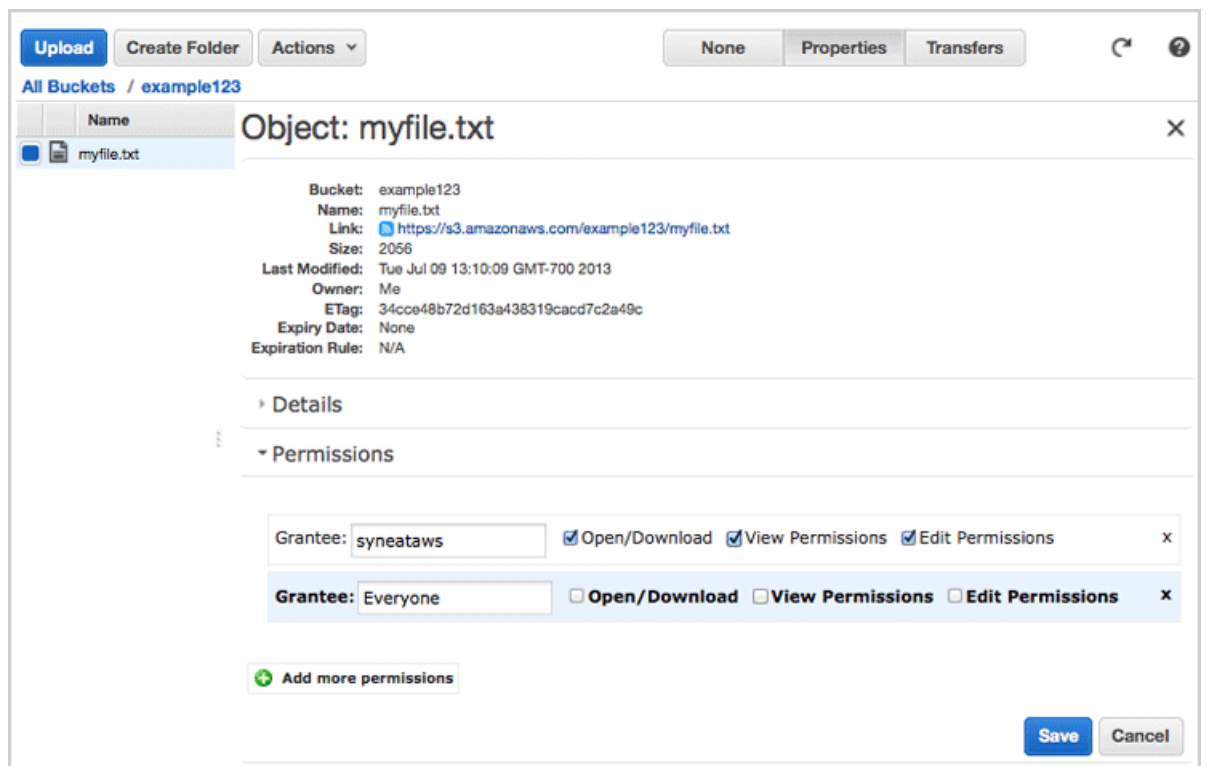 Upload Create Folder Actions None Properties Transfers
All Buckets / example123
Name
myfile.txt
Object: myfile.txt
Bucket: example123
Name: myfile.txt
Link: https://s3.amazonaws.com/example123/myfile.txt
Size: 2056
Last Modified: Tue Jul 09 13:10:09 GMT-700 2013
Owner: Me
ETag: 34cce48b72d163a438319cacd7c2a49c
Expiry Date: None
Expiration Rule: N/A
Details
Permissions
Grantee: syneataws Open/Download View Permissions Edit Permissions x
Grantee: Everyone Open/Download View Permissions Edit Permissions x
Add more permissions
Save Cancel